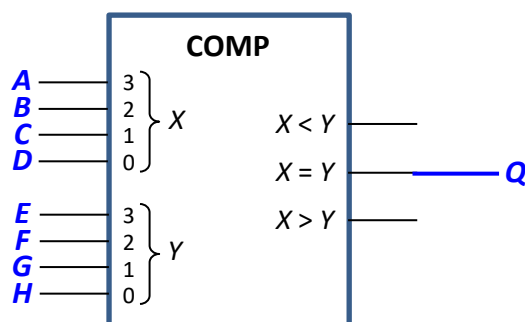 COMP
A 3
B 2
C 1
D 0
X
E 3
F 2
G 1
H 0
Y
X < Y
X = Y
X > Y
Q